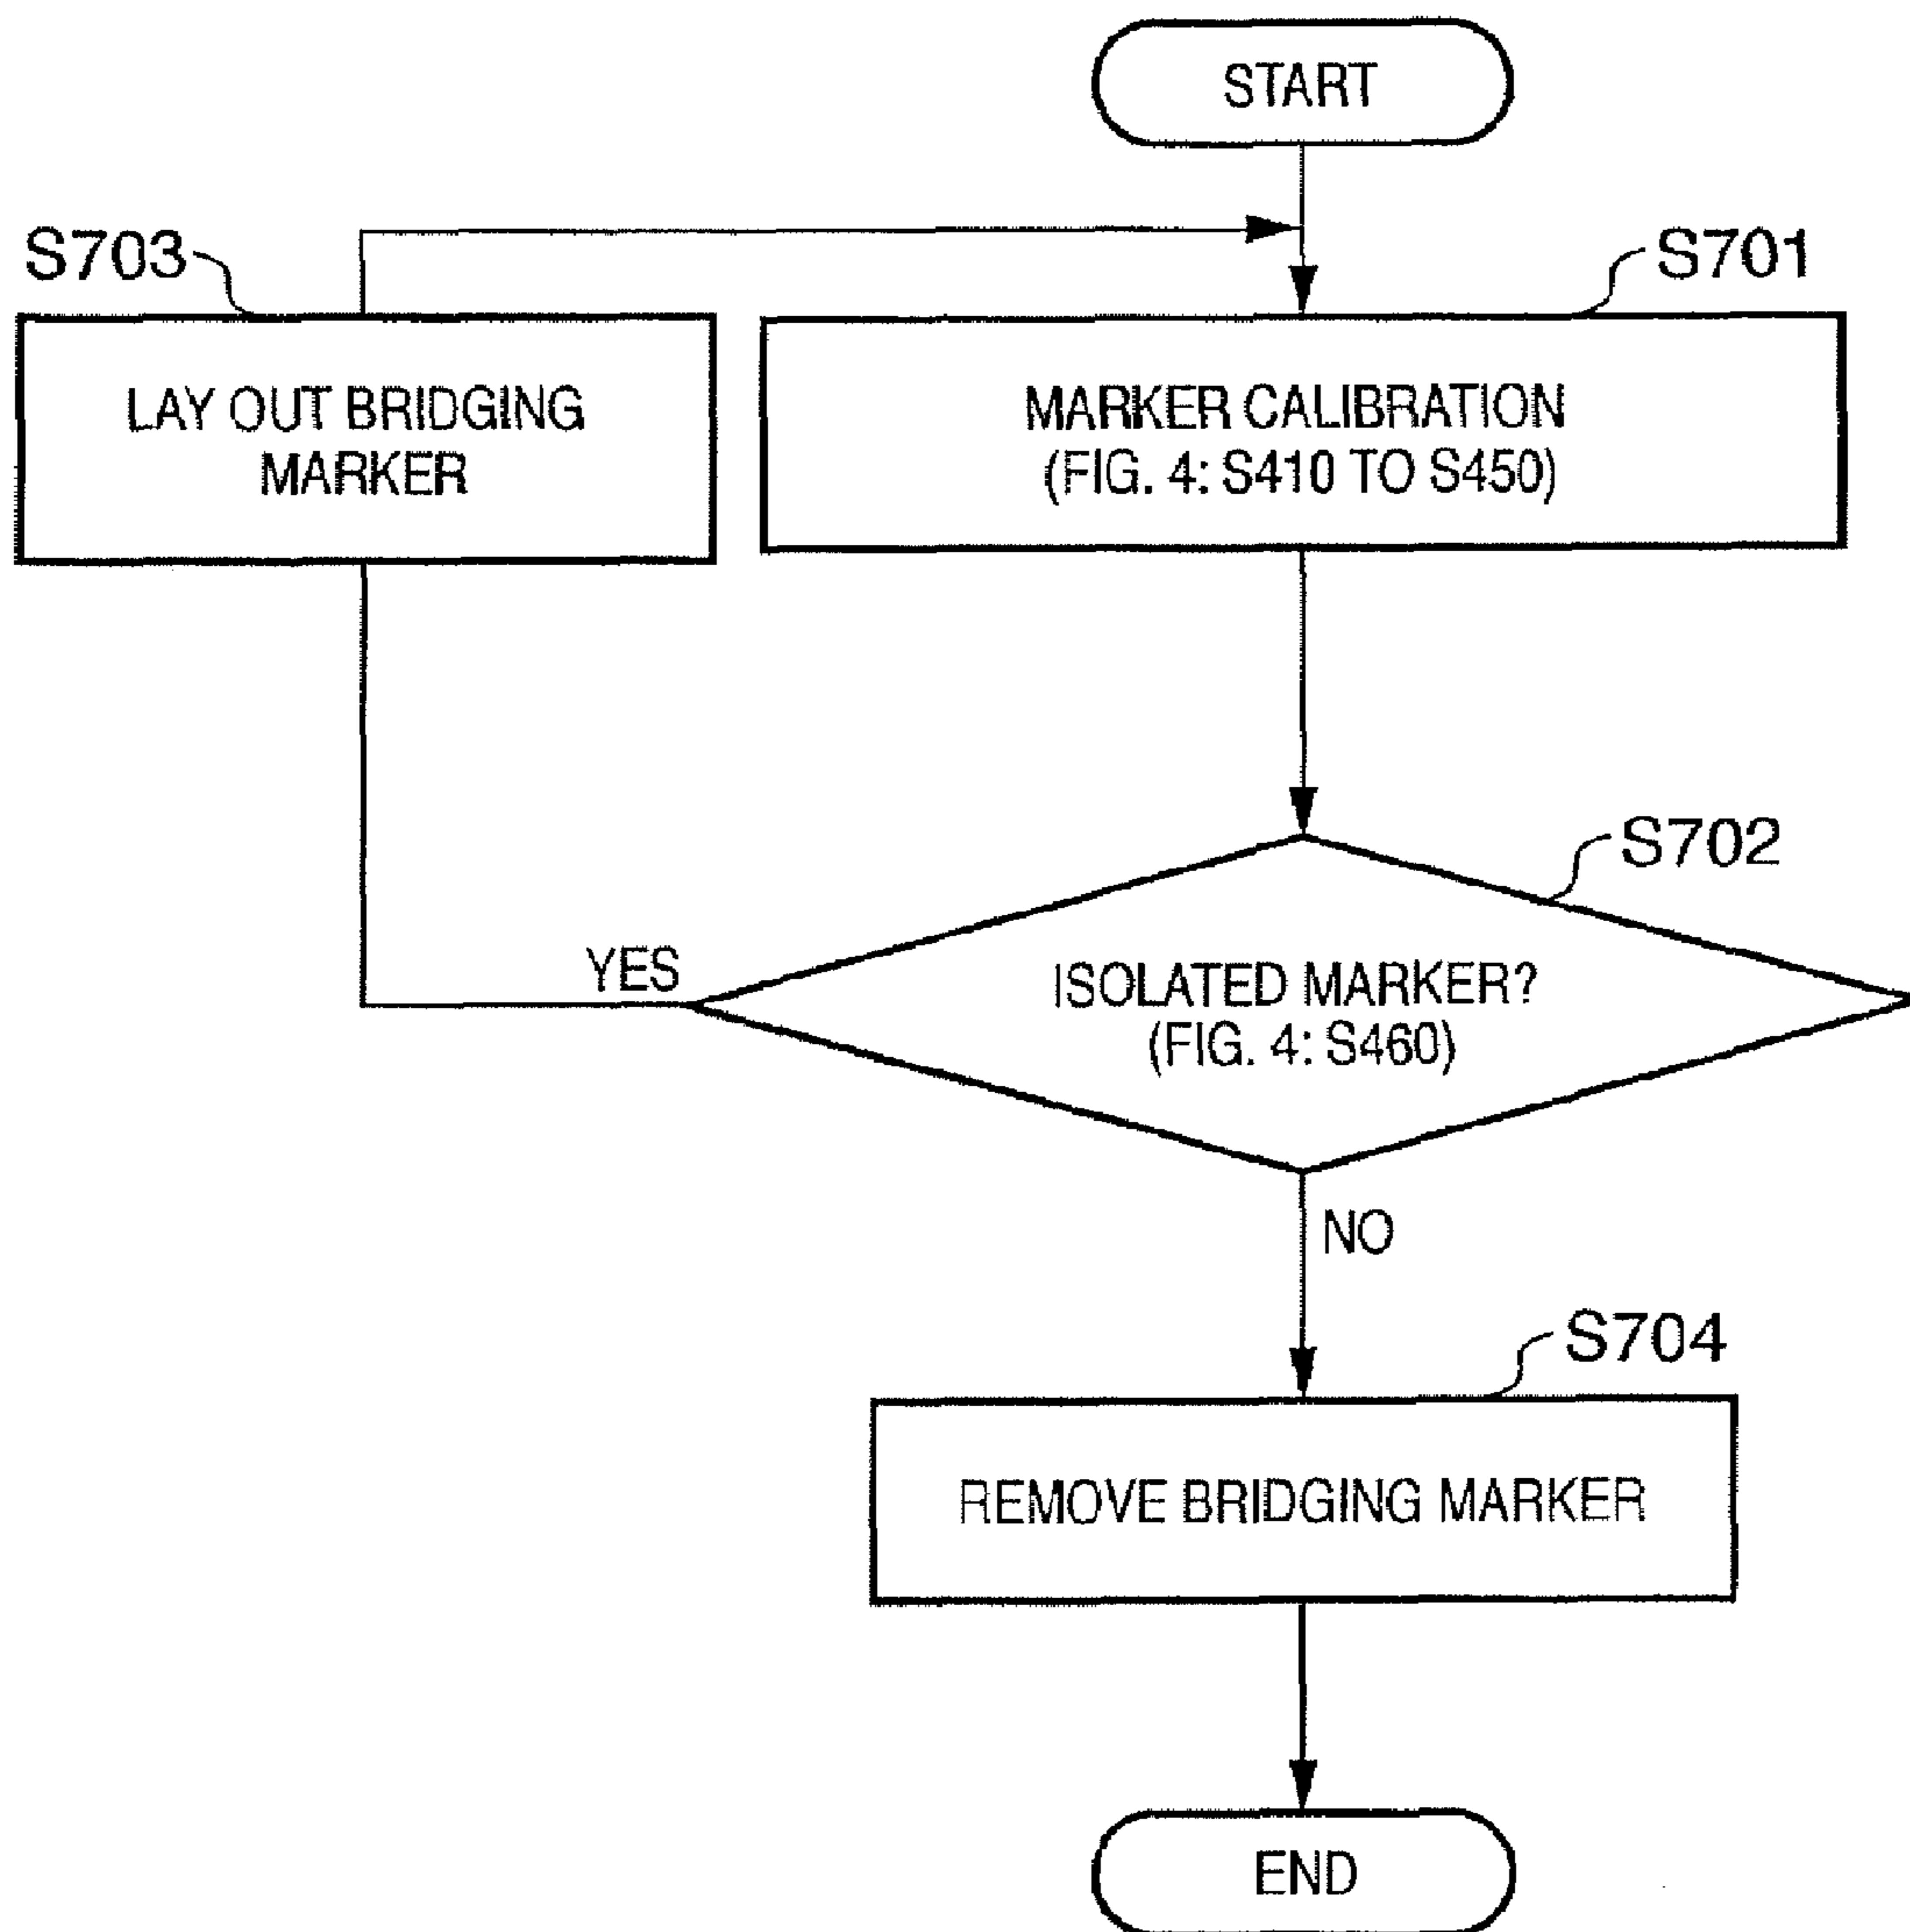 START
S703
S701
LAY OUT BRIDGING
MARKER
MARKER CALIBRATION
(FIG. 4: S410 TO S450)
S702
YES
ISOLATED MARKER?
(FIG. 4: S460)
NO
S704
REMOVE BRIDGING MARKER
END